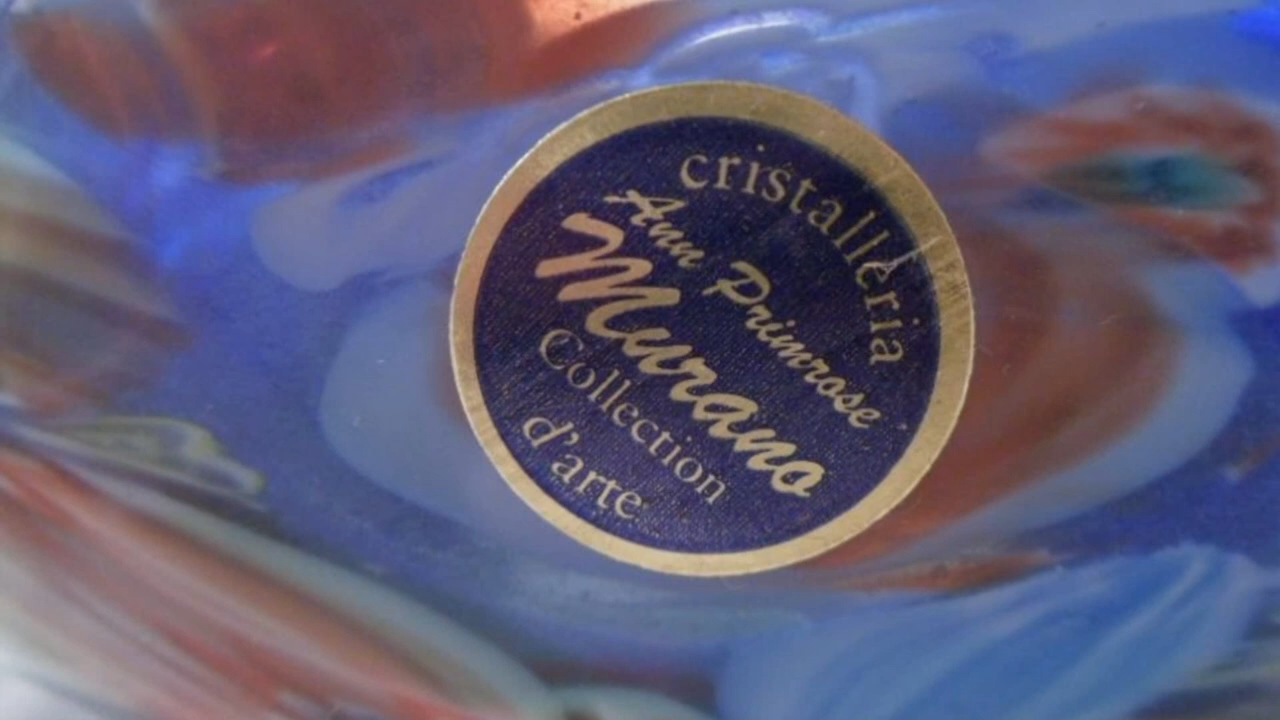 cristalleria
Ann Primrose
Murano
Collection
d'arte